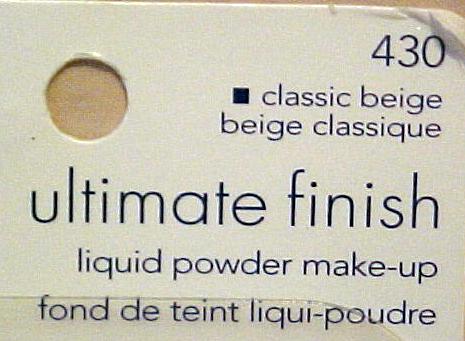 430
■ classic beige
beige classique
ultimate finish
liquid powder make-up
fond de teint liqui-poudre